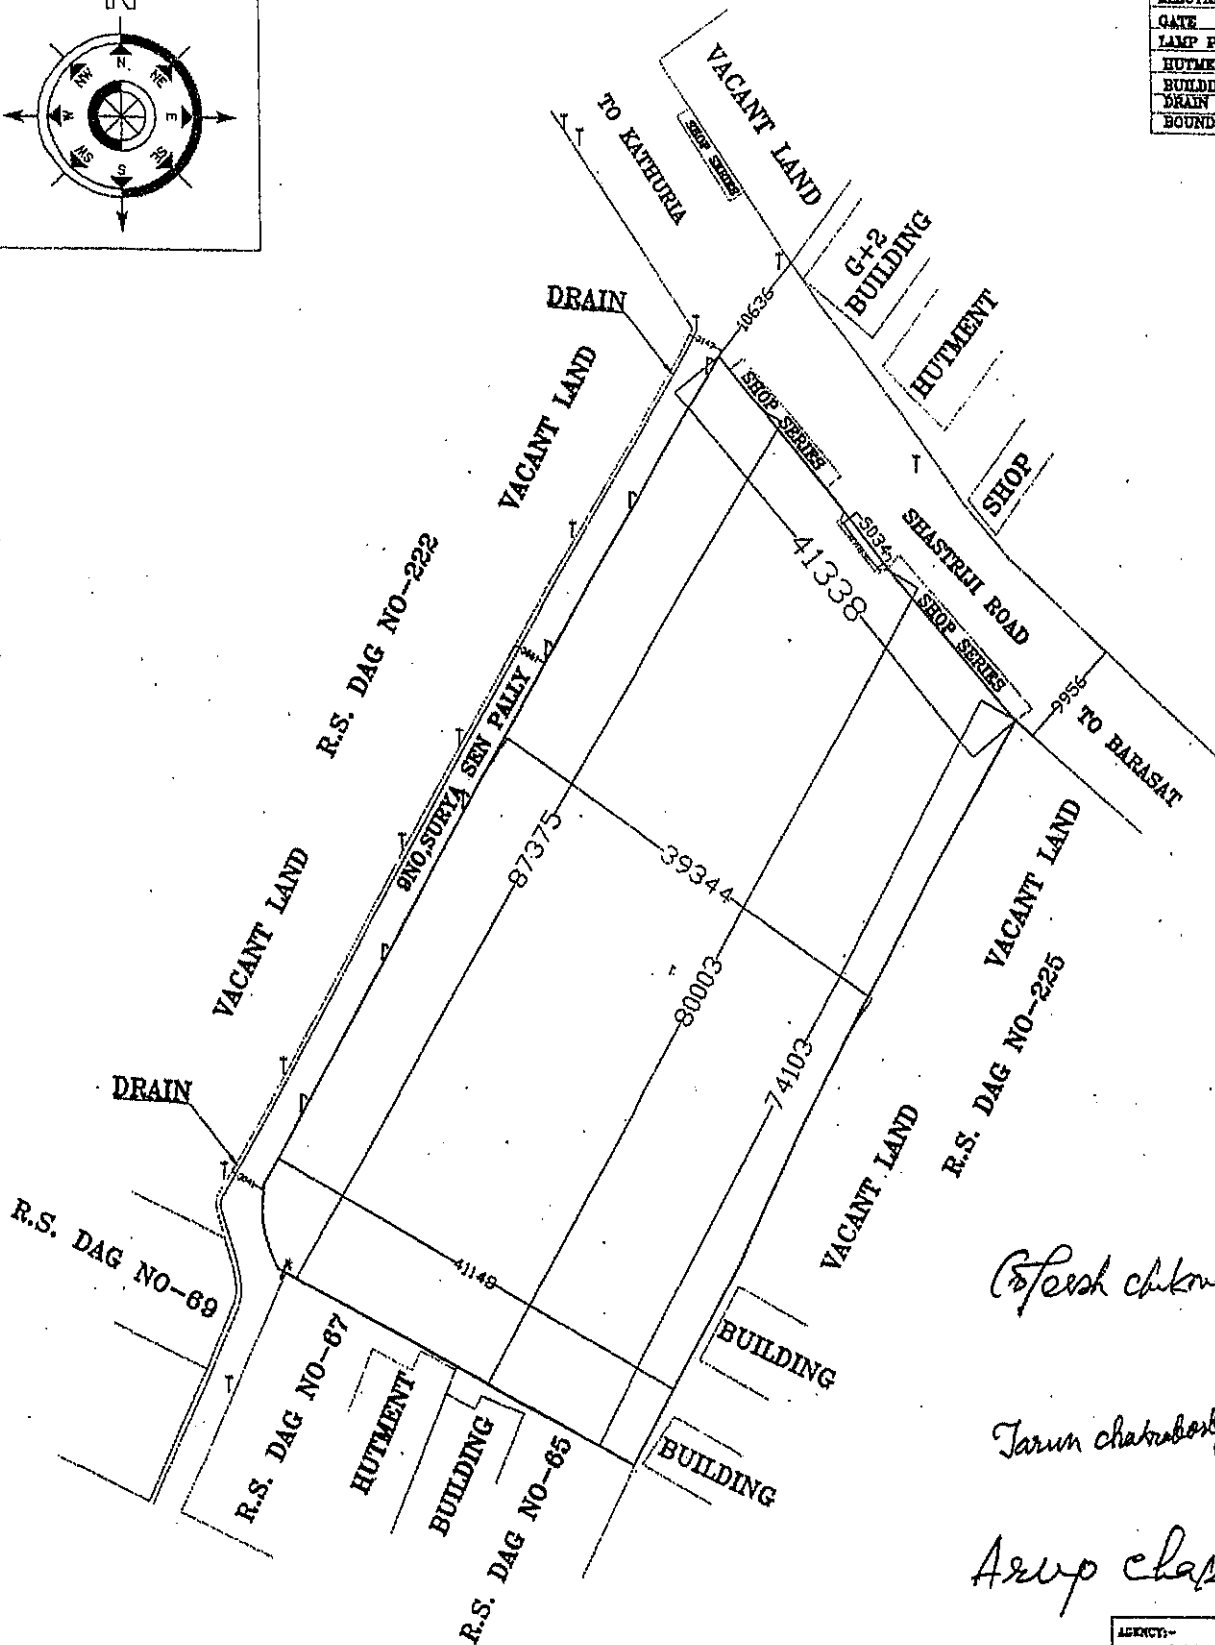 N
N.
NE
E
SE
S
SW
W
NW
GATE
LAMP P
HUTME
BUILDI
DRAIN
BOUND
VACANT LAND
TO KATHURIA
SHOP SERIES
G+2
BUILDING
HUTMENT
SHOP
DRAIN
10636
VACANT LAND
SHOP SERIES
5034
41338
SHASTRIJI ROAD
SHOP SERIES
9956
TO BARASAT
R.S. DAG NO-222
9NO,SURYA SEN PALLY
87375
39344
80003
74103
VACANT LAND
R.S. DAG NO-225
VACANT LAND
VACANT LAND
DRAIN
R.S. DAG NO-69
41149
R.S. DAG NO-67
HUTMENT
BUILDING
R.S. DAG NO-65
BUILDING
BUILDING
Tarun
Arup
AGENCY:-